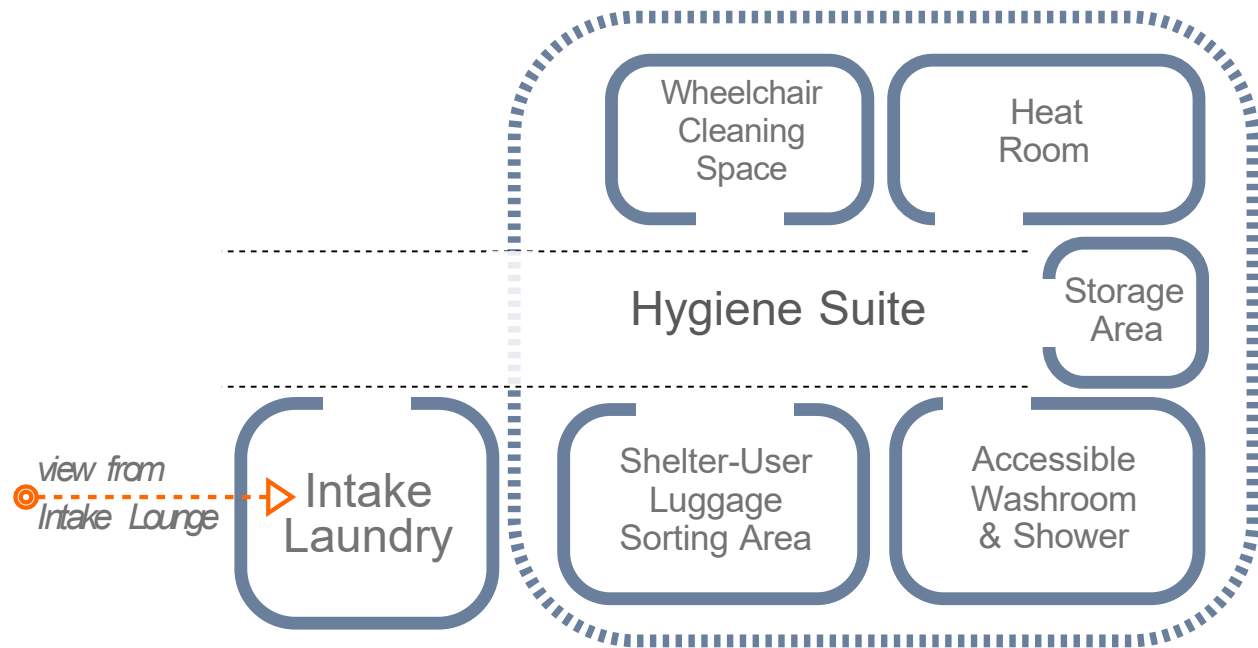 Wheelchair
Cleaning
Space
Heat
Room
Hygiene Suite
Storage
Area
view from
Intake Lounge
Intake
Laundry
Shelter-User
Luggage
Sorting Area
Accessible
Washroom
& Shower